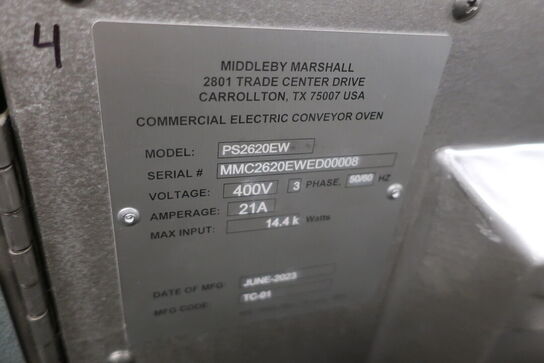 4
MIDDLEBY MARSHALL
2801 TRADE CENTER DRIVE
CARROLLTON, TX 75007 USA
COMMERCIAL ELECTRIC CONVEYOR OVEN
MODEL: PS2620EW
SERIAL # MMC2620EWED00008
VOLTAGE: 400V 3 PHASE, 50/60 HZ
AMPERAGE: 21A
MAX INPUT: 14.4 k Watts
DATE OF MFG: JUNE-2023
MFG CODE: TC-01